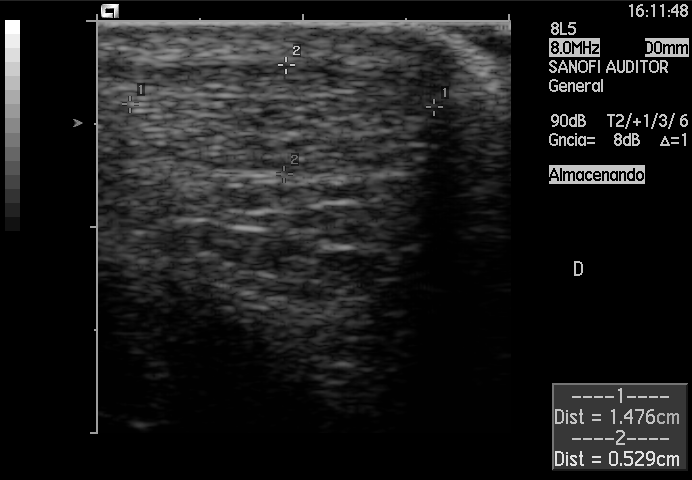 16:11:48
8L5
8.0MHz D0mm
SANOFI AUDITOR
General
90dB T2/+1/3/ 6
Gncia= 8dB Δ=1
Almacenando
D
2
1
1
2
----1----
Dist = 1.476cm
----2----
Dist = 0.529cm